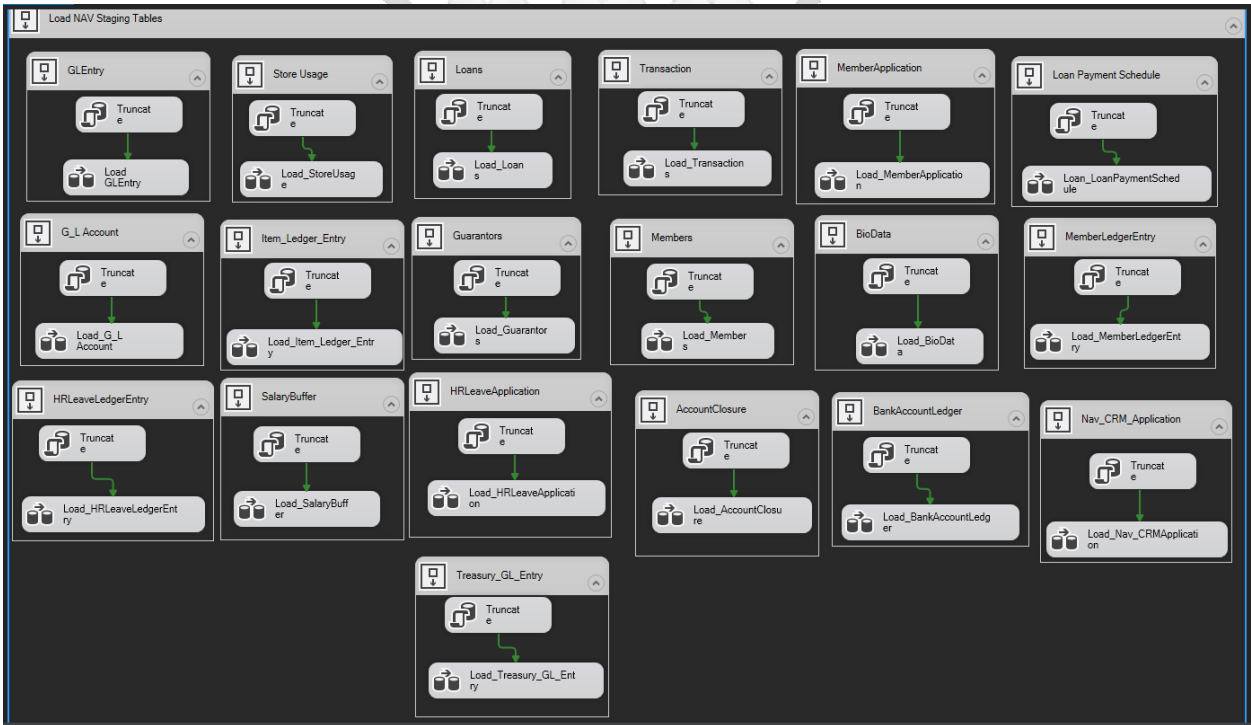 Load NAV Staging Tables
GLEntry
Truncat
e
Load
GLEntry
Store Usage
Truncat
e
Load_StoreUsag
e
Loans
Truncat
e
Load_Loan
s
Transaction
Truncat
e
Load_Transaction
s
MemberApplication
Truncat
e
Load_MemberApplicatio
n
Loan Payment Schedule
Truncat
e
Loan_LoanPaymentSched
ule
G_L Account
Truncat
e
Load_G_L
Account
Item_Ledger_Entry
Truncat
e
Load_Item_Ledger_Entr
y
Guarantors
Truncat
e
Load_Guarantor
s
Members
Truncat
e
Load_Member
s
BioData
Truncat
e
Load_BioDat
a
MemberLedgerEntry
Truncat
e
Load_MemberLedgerEnt
ry
HRLeaveLedgerEntry
Truncat
e
Load_HRLeaveLedgerEnt
ry
SalaryBuffer
Truncat
e
Load_SalaryBuff
er
HRLeaveApplication
Truncat
e
Load_HRLeaveApplicati
on
AccountClosure
Truncat
e
Load_AccountClosu
re
BankAccountLedger
Truncat
e
Load_BankAccountLedg
er
Nav_CRM_Application
Truncat
e
Load_Nav_CRMApplicati
on
Treasury_GL_Entry
Truncat
e
Load_Treasury_GL_Ent
ry